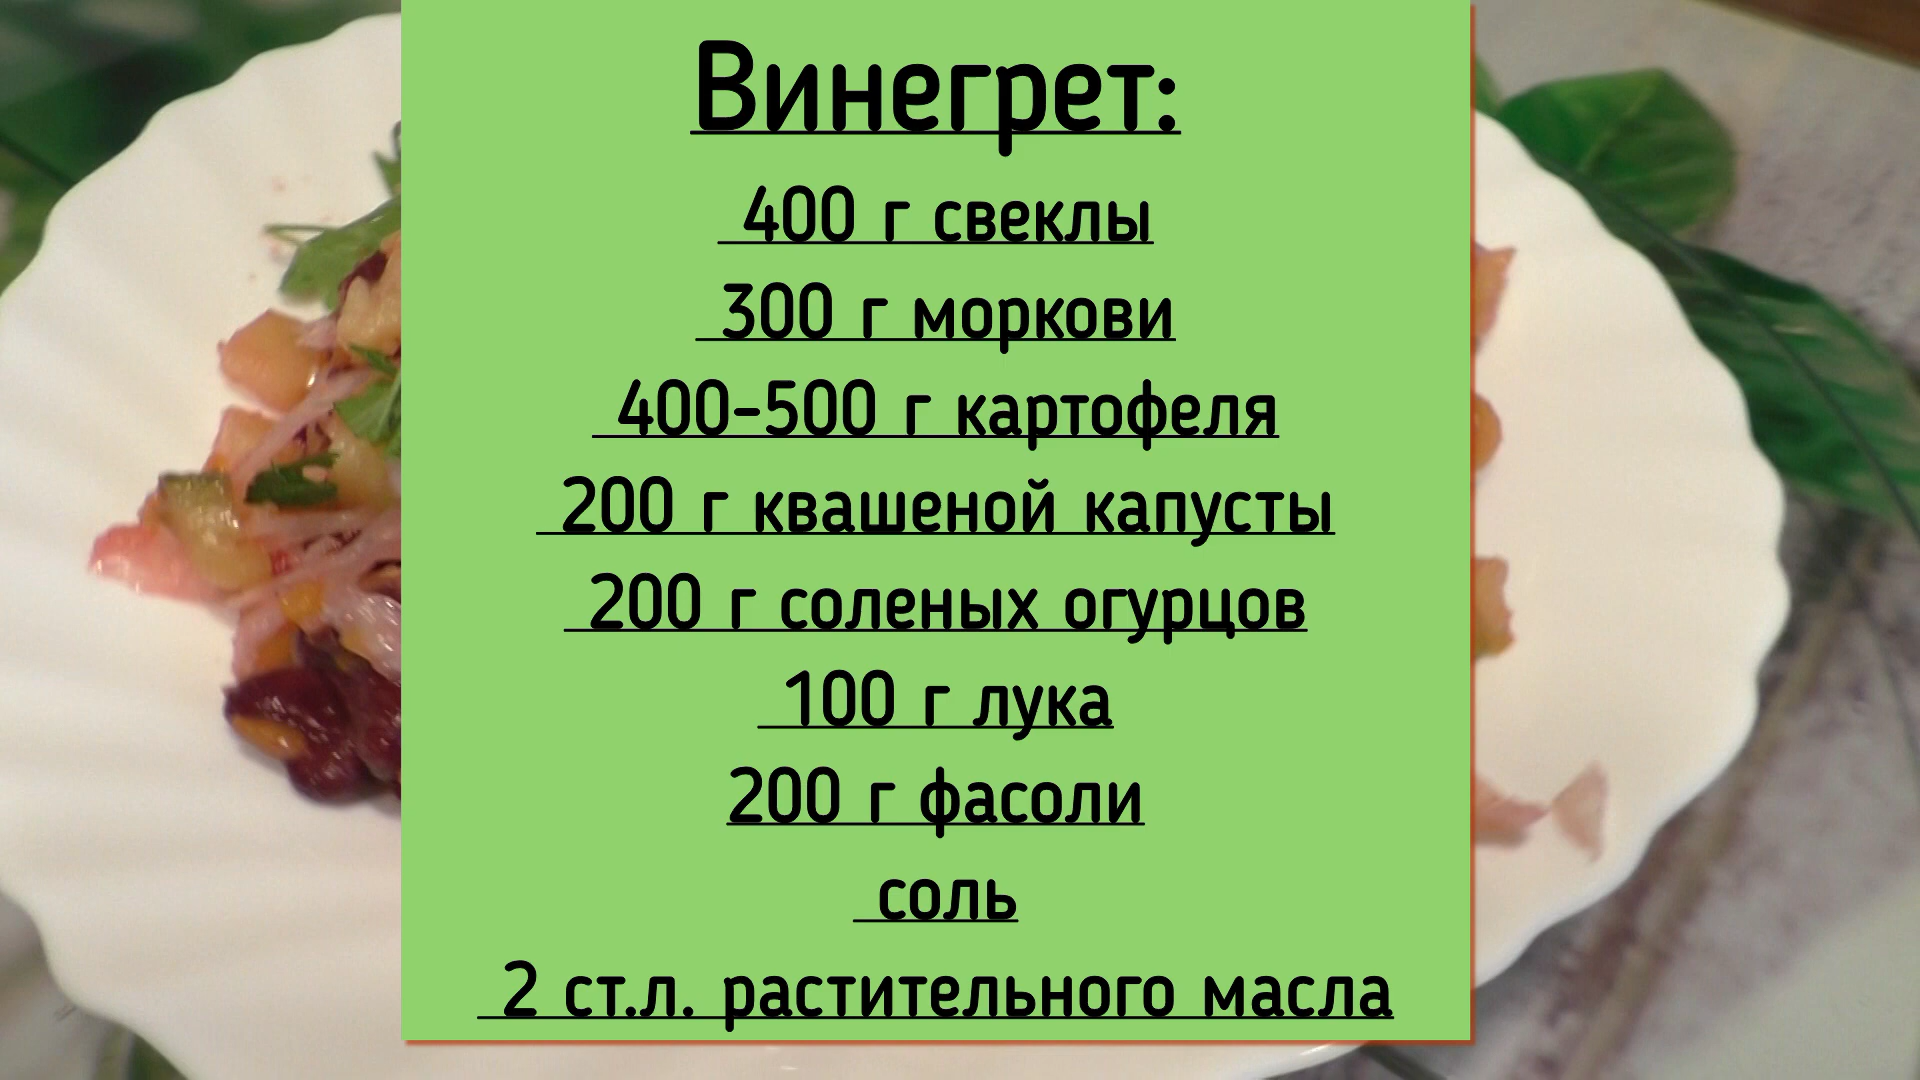 Винегрет:
400 г свеклы
300 г моркови
400-500 г картофеля
200 г квашеной капусты
200 г соленых огурцов
100 г лука
200 г фасоли
соль
2 ст.л. растительного масла